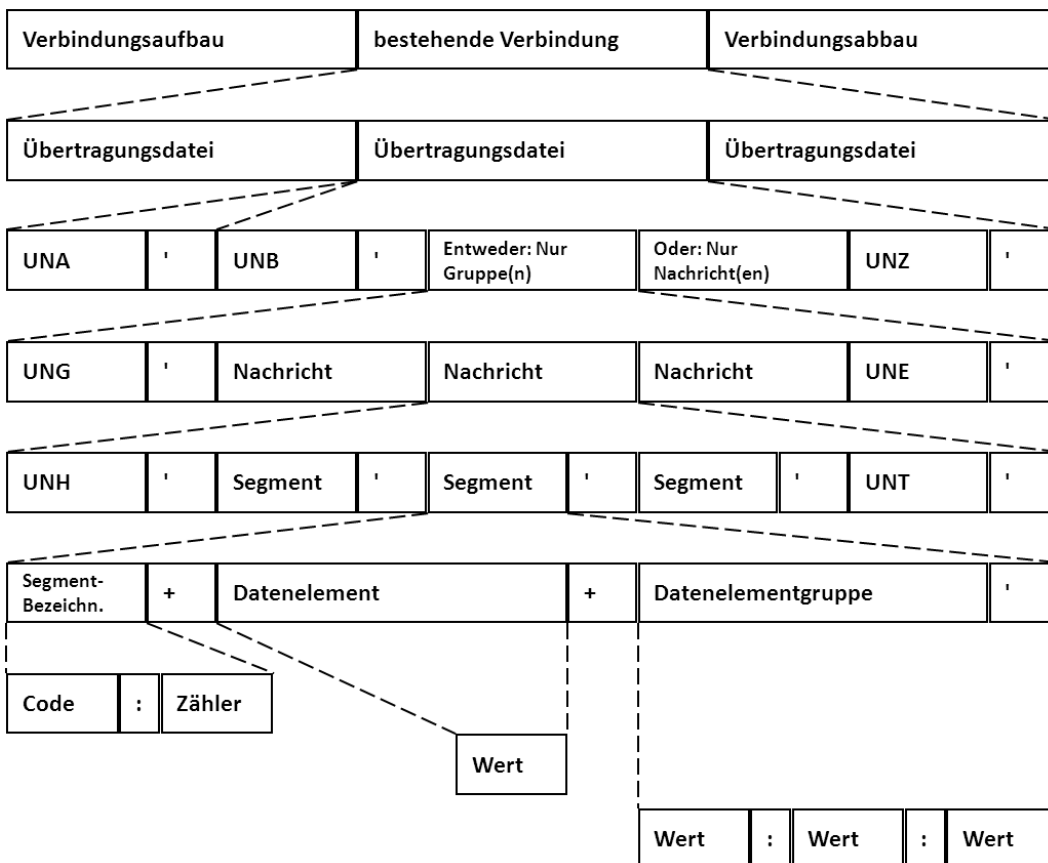 Verbindungsaufbau bestehende Verbindung Verbindungsabbau
Übertragungsdatei Übertragungsdatei Übertragungsdatei
UNA ' UNB ' Entweder: Nur Gruppe(n) Oder: Nur Nachricht(en) UNZ '
UNG ' Nachricht Nachricht Nachricht UNE '
UNH ' Segment ' Segment ' Segment ' UNT '
Segment-Bezeichn. + Datenelement + Datenelementgruppe '
Code : Zähler
Wert
Wert : Wert : Wert